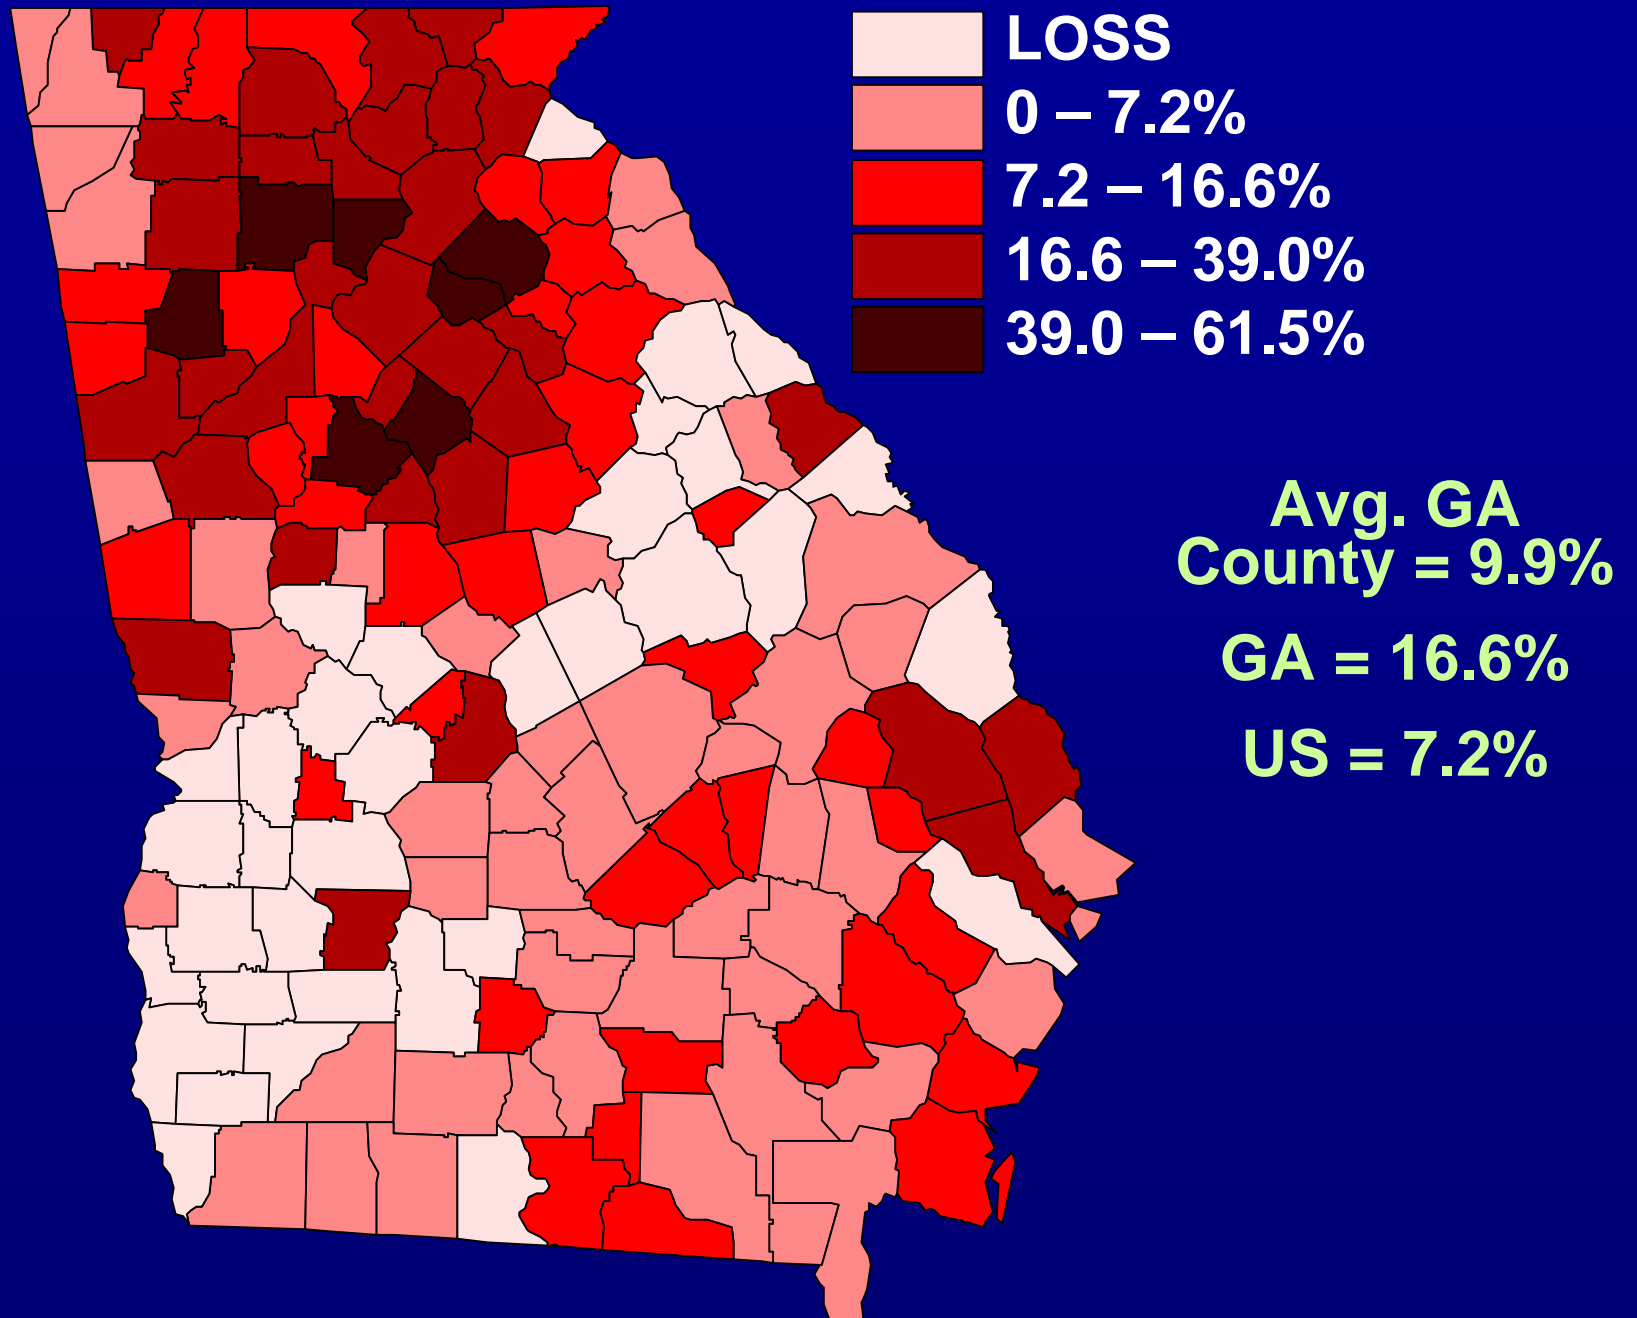 LOSS
0 – 7.2%
7.2 – 16.6%
16.6 – 39.0%
39.0 – 61.5%
Avg. GA
County = 9.9%
GA = 16.6%
US = 7.2%